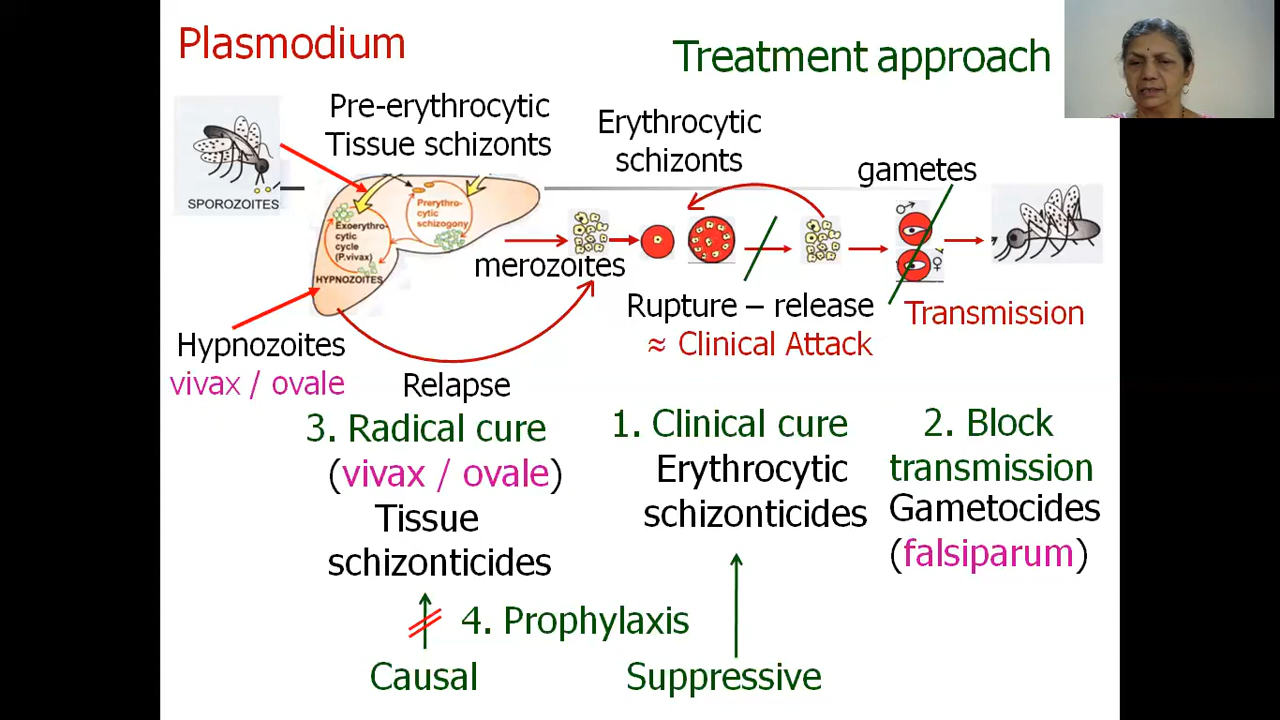 Plasmodium
Treatment approach
Pre-erythrocytic
Tissue schizonts
Erythrocytic
schizonts
gametes
SPOROZOITES
Prerythro-
cytic
schizogony
Exoerythro-
cytic
cycle
(P.vivax)
HYPNOZOITES
merozoites
Rupture – release
≈ Clinical Attack
Transmission
Hypnozoites
vivax / ovale
Relapse
3. Radical cure
(vivax / ovale)
Tissue
schizonticides
1. Clinical cure
Erythrocytic
schizonticides
2. Block
transmission
Gametocides
(falsiparum)
4. Prophylaxis
Causal
Suppressive